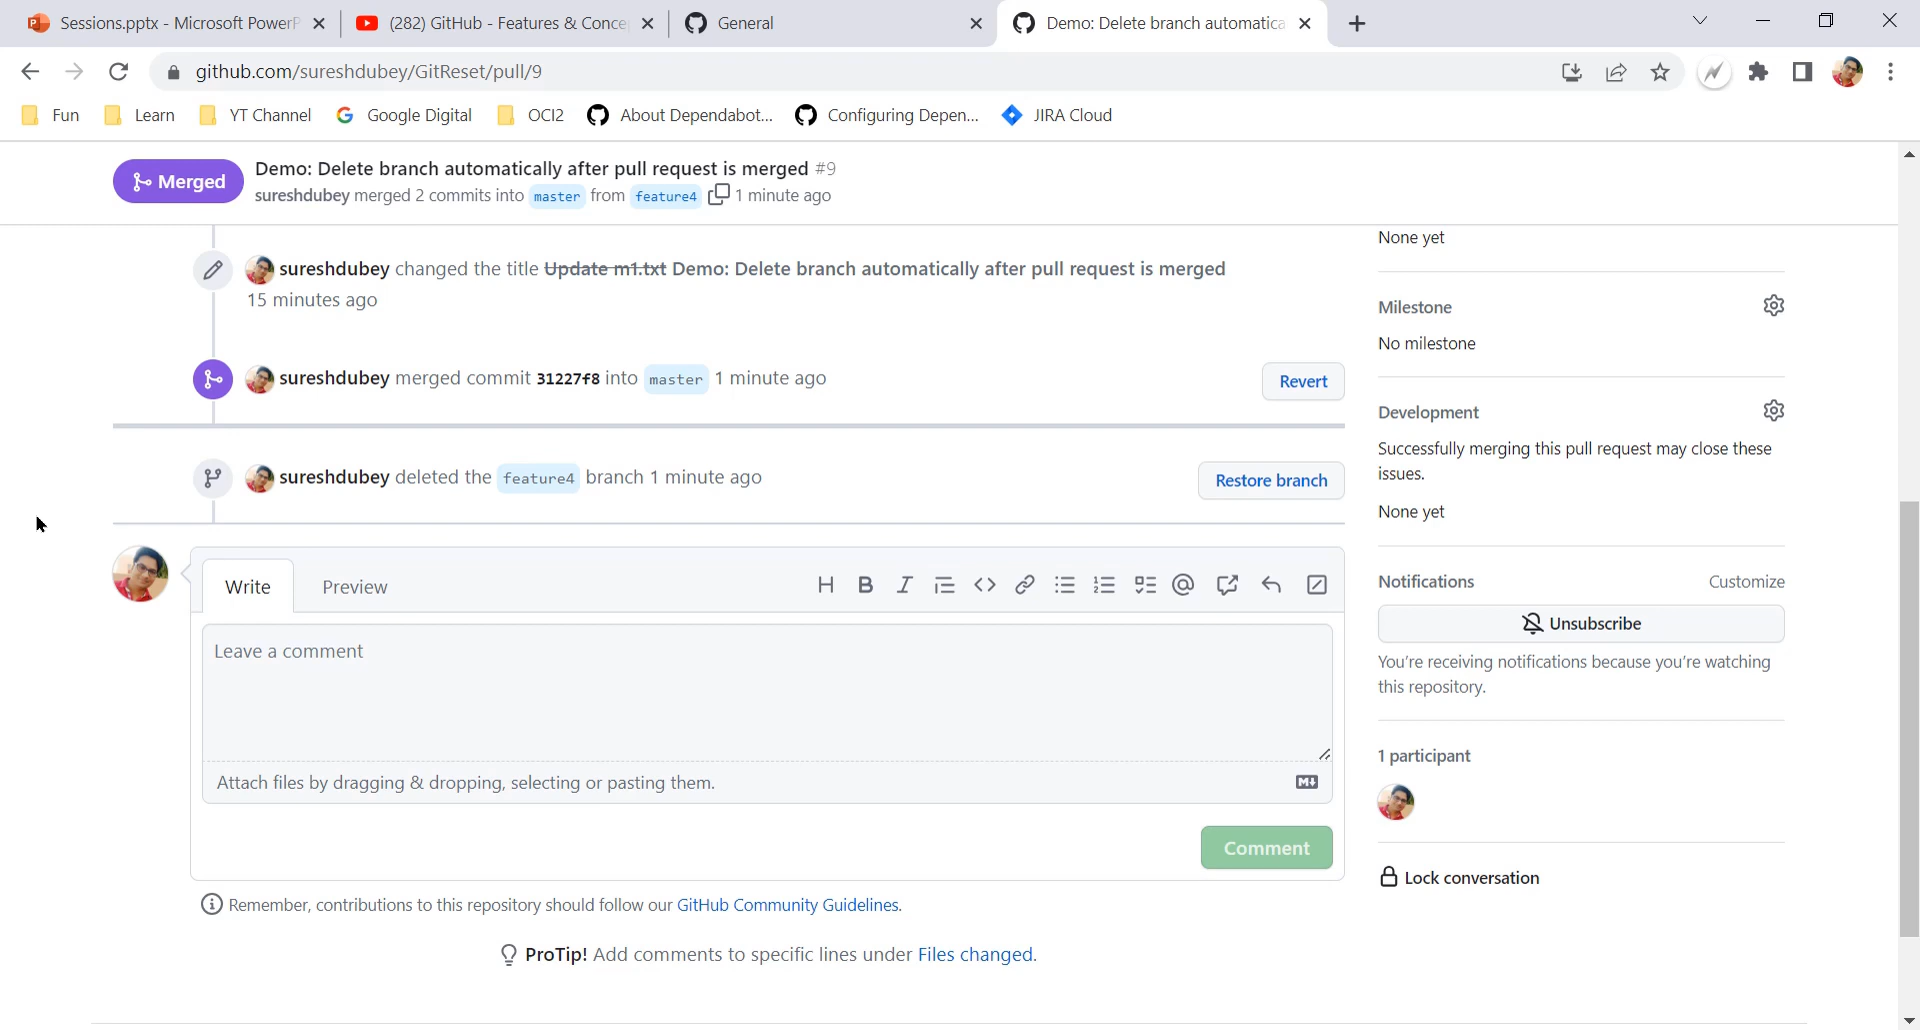 Sessions.pptx - Microsoft PowerP
(282) GitHub - Features & Conce
General
Demo: Delete branch automatica
github.com/sureshdubey/GitReset/pull/9
Fun
Learn
YT Channel
Google Digital
OCI2
About Dependabot...
Configuring Depen...
JIRA Cloud
Merged
Demo: Delete branch automatically after pull request is merged #9
sureshdubey merged 2 commits into master from feature4 1 minute ago
sureshdubey changed the title Update m1.txt Demo: Delete branch automatically after pull request is merged
15 minutes ago
sureshdubey merged commit 31227f8 into master 1 minute ago
Revert
sureshdubey deleted the feature4 branch 1 minute ago
Restore branch
Write
Preview
Leave a comment
Attach files by dragging & dropping, selecting or pasting them.
Comment
Remember, contributions to this repository should follow our GitHub Community Guidelines.
ProTip! Add comments to specific lines under Files changed.
None yet
Milestone
No milestone
Development
Successfully merging this pull request may close these
issues.
None yet
Notifications
Customize
Unsubscribe
You're receiving notifications because you're watching
this repository.
1 participant
Lock conversation